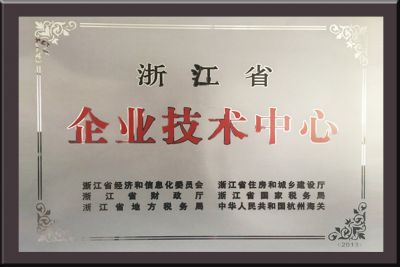 浙江省
企业技术中心
浙江省经济和信息化委员会 浙江省住房和城乡建设厅
浙江省财政厅 浙江省国家税务局
浙江省地方税务局 中华人民共和国杭州海关
(2013)